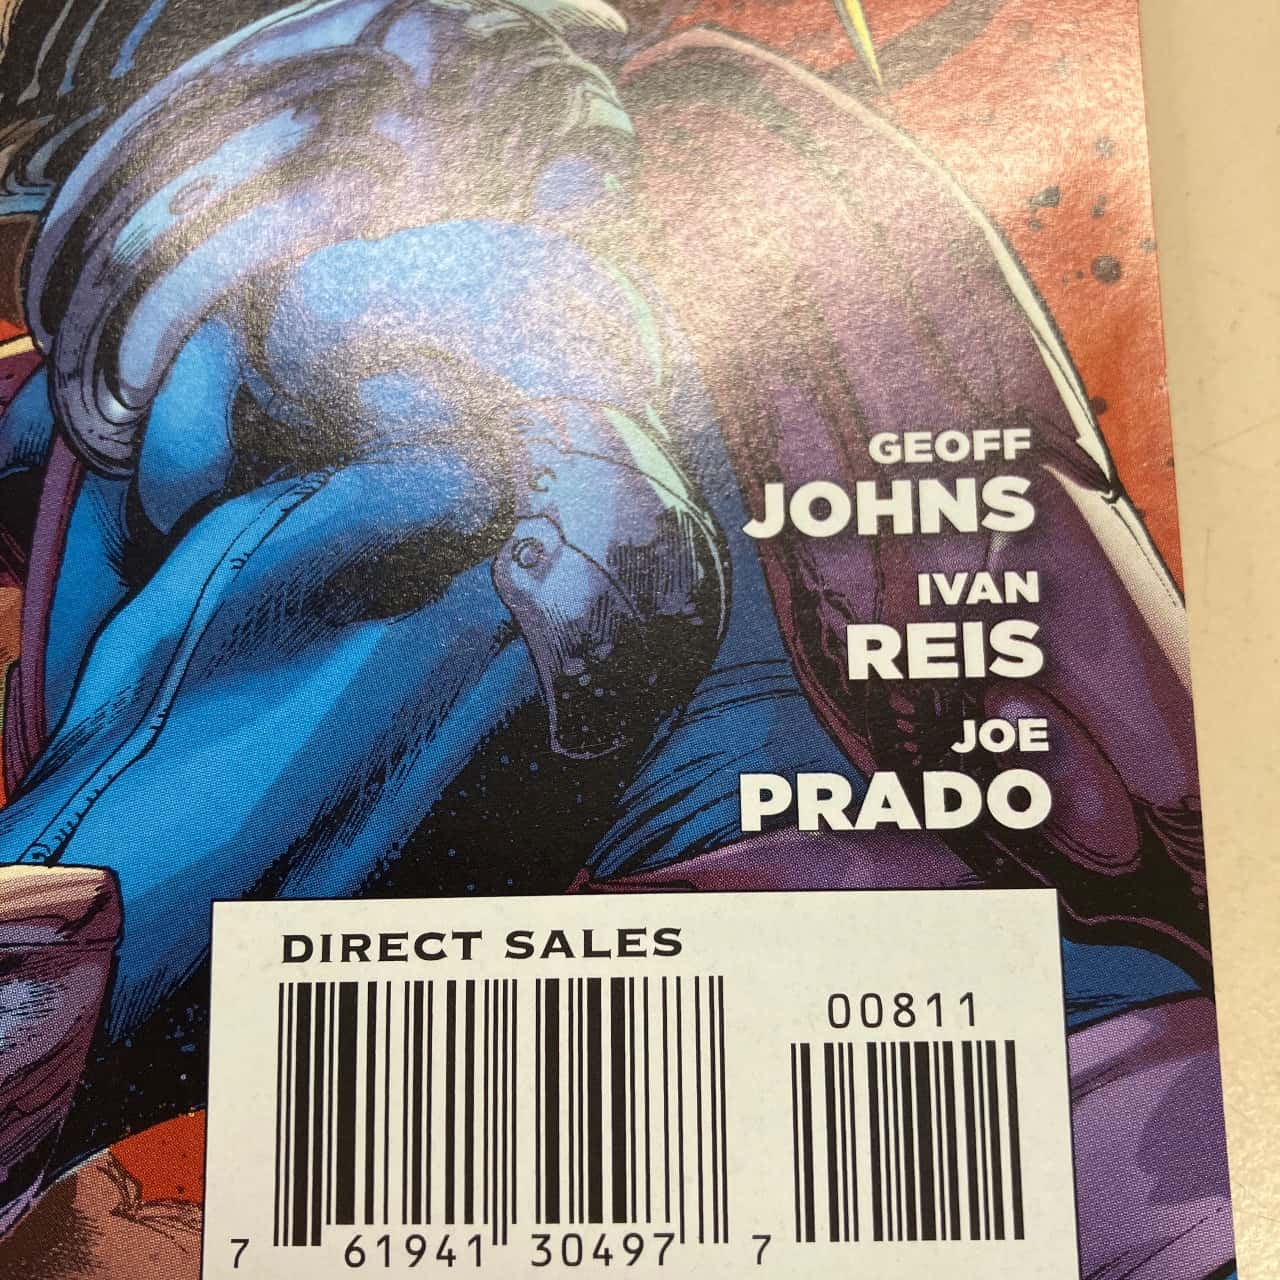 GEOFF
JOHNS
IVAN
REIS
JOE
PRADO
DIRECT SALES
00811
7 61941 30497 7